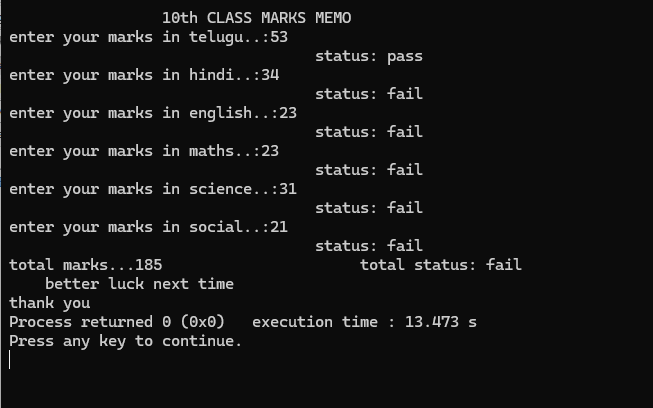 10th CLASS MARKS MEMO
enter your marks in telugu..:53
status: pass
enter your marks in hindi..:34
status: fail
enter your marks in english..:23
status: fail
enter your marks in maths..:23
status: fail
enter your marks in science..:31
status: fail
enter your marks in social..:21
status: fail
total marks...185                      total status: fail
better luck next time
thank you
Process returned 0 (0x0)   execution time : 13.473 s
Press any key to continue.